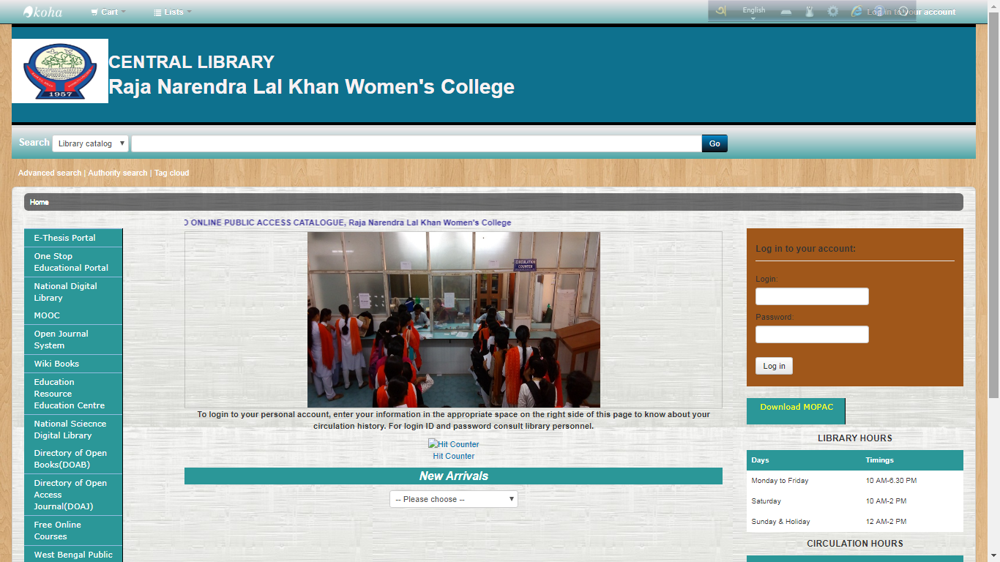 koha
Cart
Lists
English
Log in to your account
CENTRAL LIBRARY
Raja Narendra Lal Khan Women's College
1957
Search
Library catalog
Go
Advanced search | Authority search | Tag cloud
Home
E-Thesis Portal
One Stop
Educational Portal
National Digital
Library
MOOC
Open Journal
System
Wiki Books
Education
Resource
Education Centre
National Sciecnce
Digital Library
Directory of Open
Books(DOAB)
Directory of Open
Access
Journal(DOAJ)
Free Online
Courses
West Bengal Public
O ONLINE PUBLIC ACCESS CATALOGUE, Raja Narendra Lal Khan Women's College
CIRCULATION
COUNTER
To login to your personal account, enter your information in the appropriate space on the right side of this page to know about your
circulation history. For login ID and password consult library personnel.
Hit Counter
Hit Counter
New Arrivals
-- Please choose --
Log in to your account:
Login:
Password:
Log in
Download MOPAC
LIBRARY HOURS
Days Timings
Monday to Friday 10 AM-6.30 PM
Saturday 10 AM-2 PM
Sunday & Holiday 12 AM-2 PM
CIRCULATION HOURS